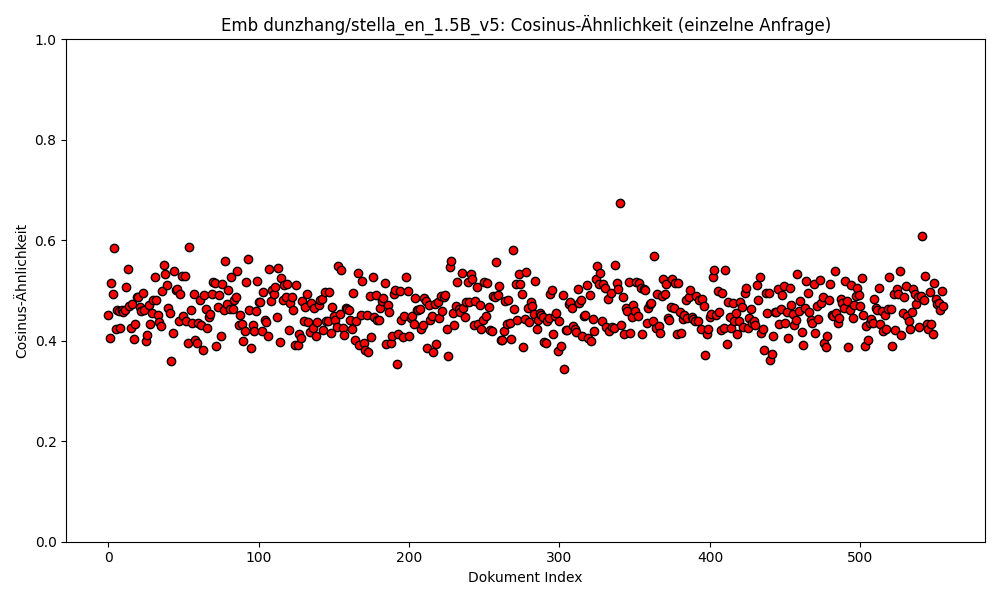 Emb dunzhang/stella_en_1.5B_v5: Cosinus-Ähnlichkeit (einzelne Anfrage)
1.0
0.8
0.6
0.4
0.2
0.0
Cosinus-Ähnlichkeit
0 100 200 300 400 500
Dokument Index